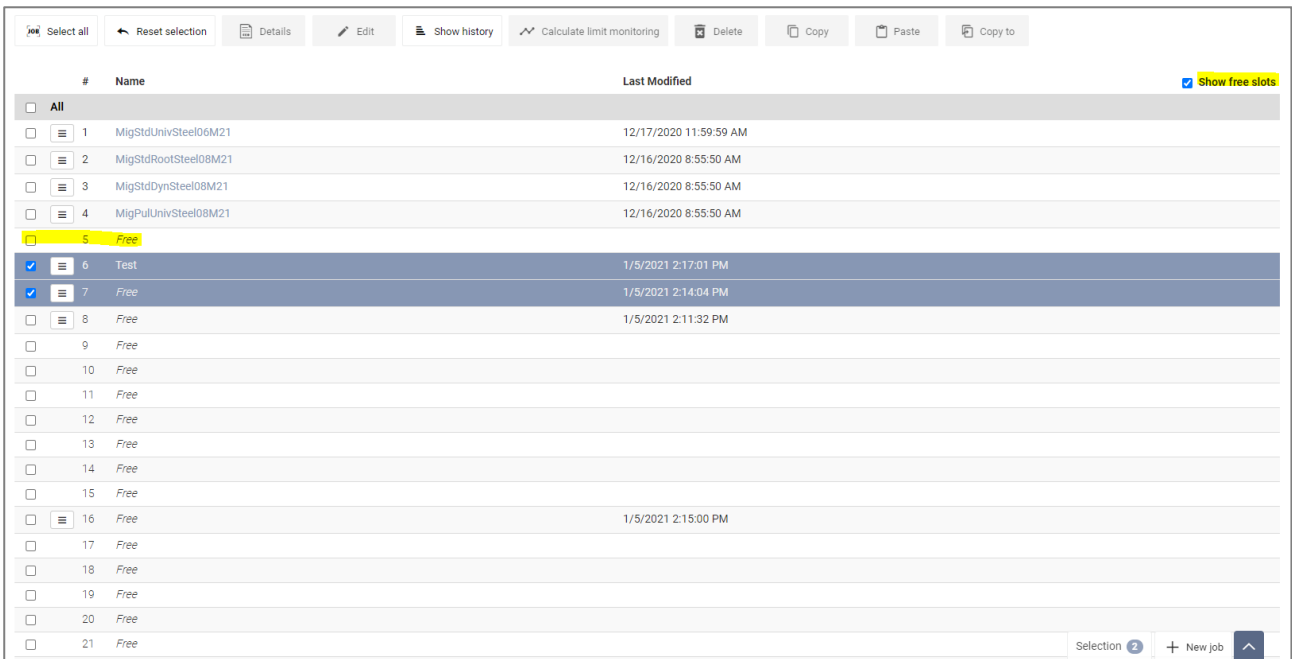 JOB Select all Reset selection Details Edit Show history Calculate limit monitoring Delete Copy Paste Copy to
# Name Last Modified Show free slots
All
1 MigStdUnivSteel06M21 12/17/2020 11:59:59 AM
2 MigStdRootSteel08M21 12/16/2020 8:55:50 AM
3 MigStdDynSteel08M21 12/16/2020 8:55:50 AM
4 MigPulUnivSteel08M21 12/16/2020 8:55:50 AM
5 Free
6 Test 1/5/2021 2:17:01 PM
7 Free 1/5/2021 2:14:04 PM
8 Free 1/5/2021 2:11:32 PM
9 Free
10 Free
11 Free
12 Free
13 Free
14 Free
15 Free
16 Free 1/5/2021 2:15:00 PM
17 Free
18 Free
19 Free
20 Free
21 Free
Selection 2 + New job